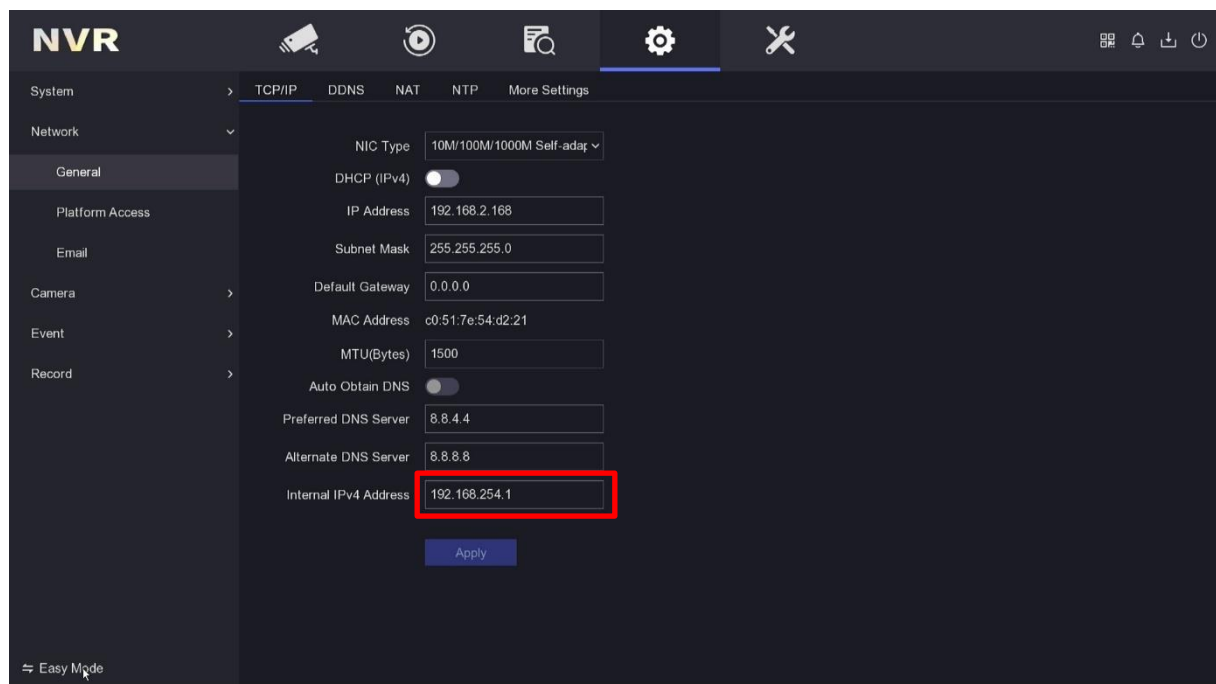 NVR
System
Network
General
Platform Access
Email
Camera
Event
Record
Easy Mode
TCP/IP DDNS NAT NTP More Settings
NIC Type 10M/100M/1000M Self-adap
DHCP (IPv4)
IP Address 192.168.2.168
Subnet Mask 255.255.255.0
Default Gateway 0.0.0.0
MAC Address c0:51:7e:54:d2:21
MTU(Bytes) 1500
Auto Obtain DNS
Preferred DNS Server 8.8.4.4
Alternate DNS Server 8.8.8.8
Internal IPv4 Address 192.168.254.1
Apply